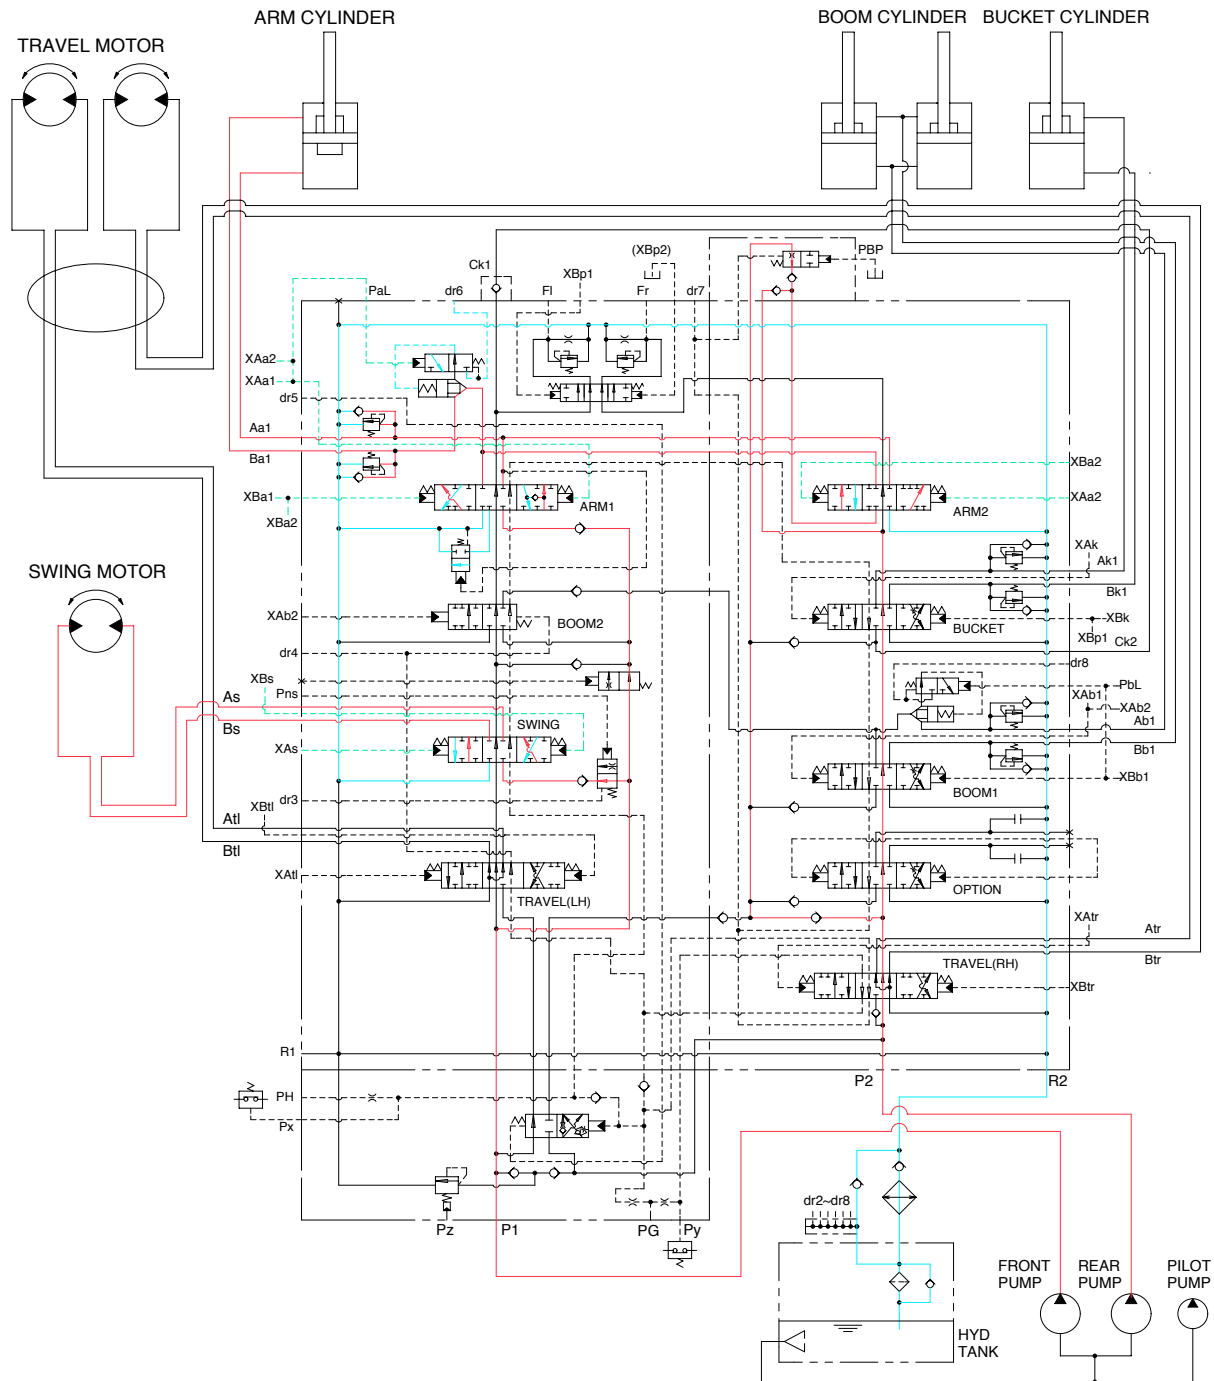 ARM CYLINDER
BOOM CYLINDER
BUCKET CYLINDER
TRAVEL MOTOR
(XBp2)
PBP
Ck1
XBp1
PaL
dr6
Fl
Fr
dr7
XAa2
XAa1
dr5
Aa1
Ba1
XBa2
XBa1
ARM1
XAa2
ARM2
XBa2
XAk
Ak1
SWING MOTOR
Bk1
XAb2
BOOM2
BUCKET
XBk
XBp1
Ck2
dr4
dr8
XBs
PbL
Pns
As
XAb1
XAb2
SWING
Ab1
Bs
XAs
Bb1
BOOM1
XBb1
dr3
XBtl
Atl
Btl
XAtl
OPTION
TRAVEL(LH)
XAtr
Atr
TRAVEL(RH)
Btr
XBtr
R1
P2
R2
PH
Px
dr2~dr8
Pz
P1
PG
Py
FRONT
PUMP
REAR
PUMP
PILOT
PUMP
HYD
TANK